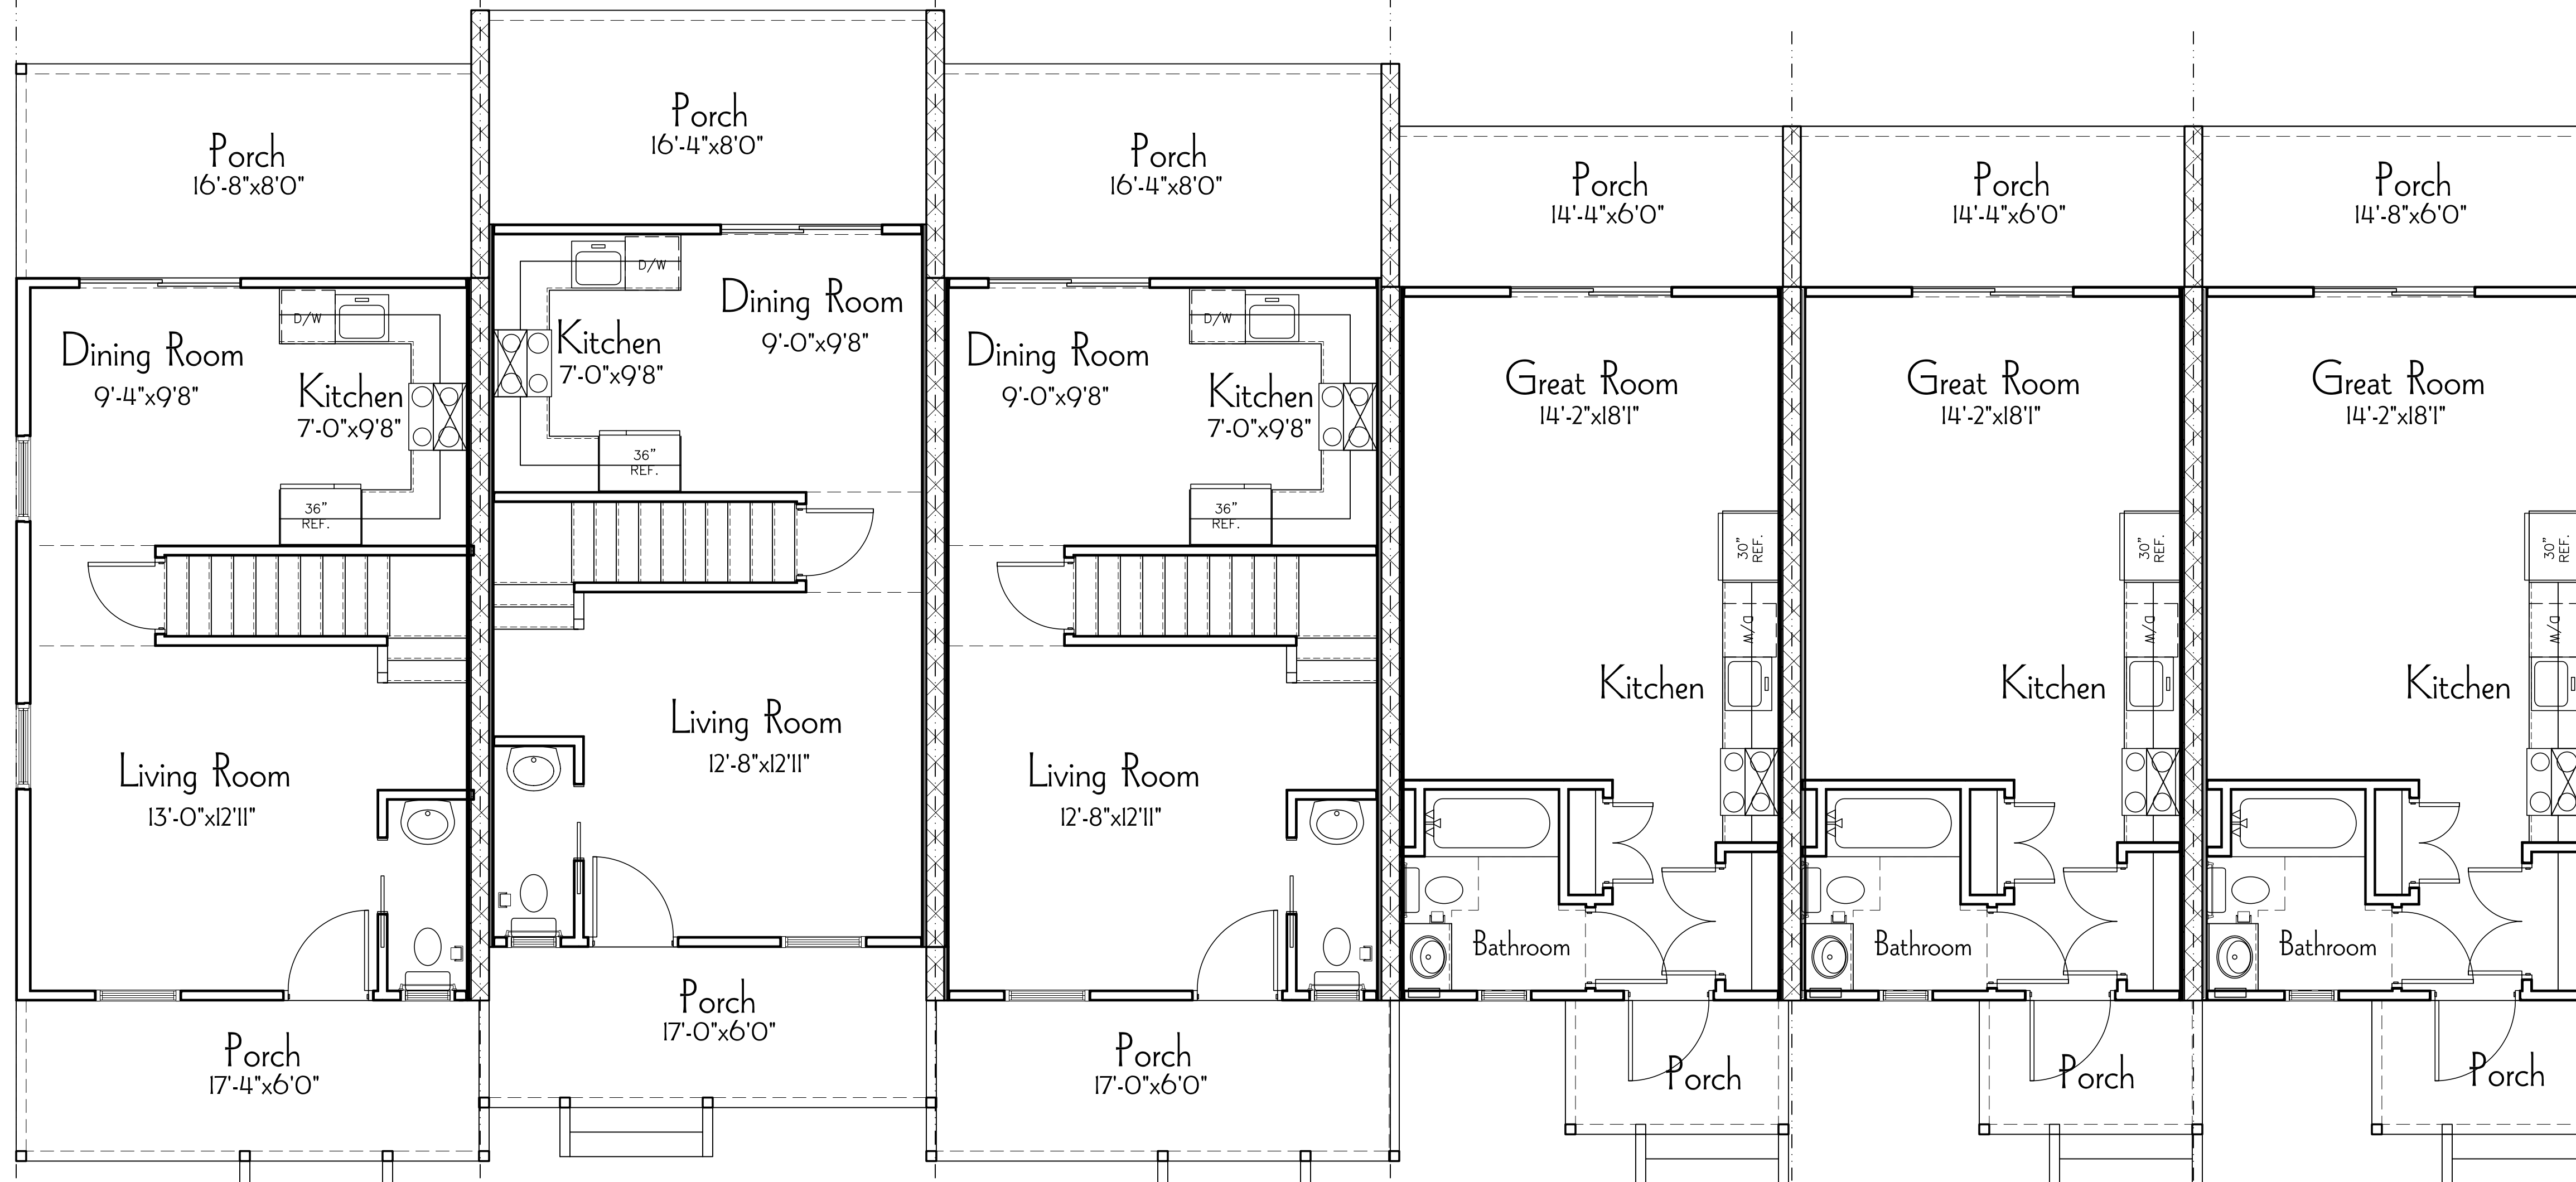 Porch
16'-8"x8'0"
Dining Room
9'-4"x9'8"
D/W
Kitchen
7'-0"x9'8"
36"
REF.
Living Room
13'-0"x12'11"
Porch
17'-4"x6'0"
Porch
16'-4"x8'0"
D/W
Kitchen
7'-0"x9'8"
Dining Room
9'-0"x9'8"
36"
REF.
Living Room
12'-8"x12'11"
Porch
17'-0"x6'0"
Porch
16'-4"x8'0"
Dining Room
9'-0"x9'8"
D/W
Kitchen
7'-0"x9'8"
36"
REF.
Living Room
12'-8"x12'11"
Porch
17'-0"x6'0"
Porch
14'-4"x6'0"
Great Room
14'-2"x18'1"
30"
REF.
D/W
Kitchen
Bathroom
Porch
Porch
14'-4"x6'0"
Great Room
14'-2"x18'1"
30"
REF.
D/W
Kitchen
Bathroom
Porch
Porch
14'-8"x6'0"
Great Room
14'-2"x18'1"
30"
REF.
D/W
Kitchen
Bathroom
Porch